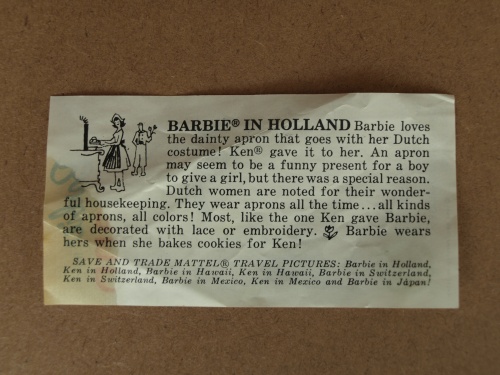 BARBIE® IN HOLLAND Barbie loves
the dainty apron that goes with her Dutch
costume! Ken® gave it to her. An apron
may seem to be a funny present for a boy
to give a girl, but there was a special reason.
Dutch women are noted for their wonder-
ful housekeeping. They wear aprons all the time...all kinds
of aprons, all colors! Most, like the one Ken gave Barbie,
are decorated with lace or embroidery. Barbie wears
hers when she bakes cookies for Ken!
SAVE AND TRADE MATTEL® TRAVEL PICTURES: Barbie in Holland,
Ken in Holland, Barbie in Hawaii, Ken in Hawaii, Barbie in Switzerland,
Ken in Switzerland, Barbie in Mexico, Ken in Mexico and Barbie in Japan!